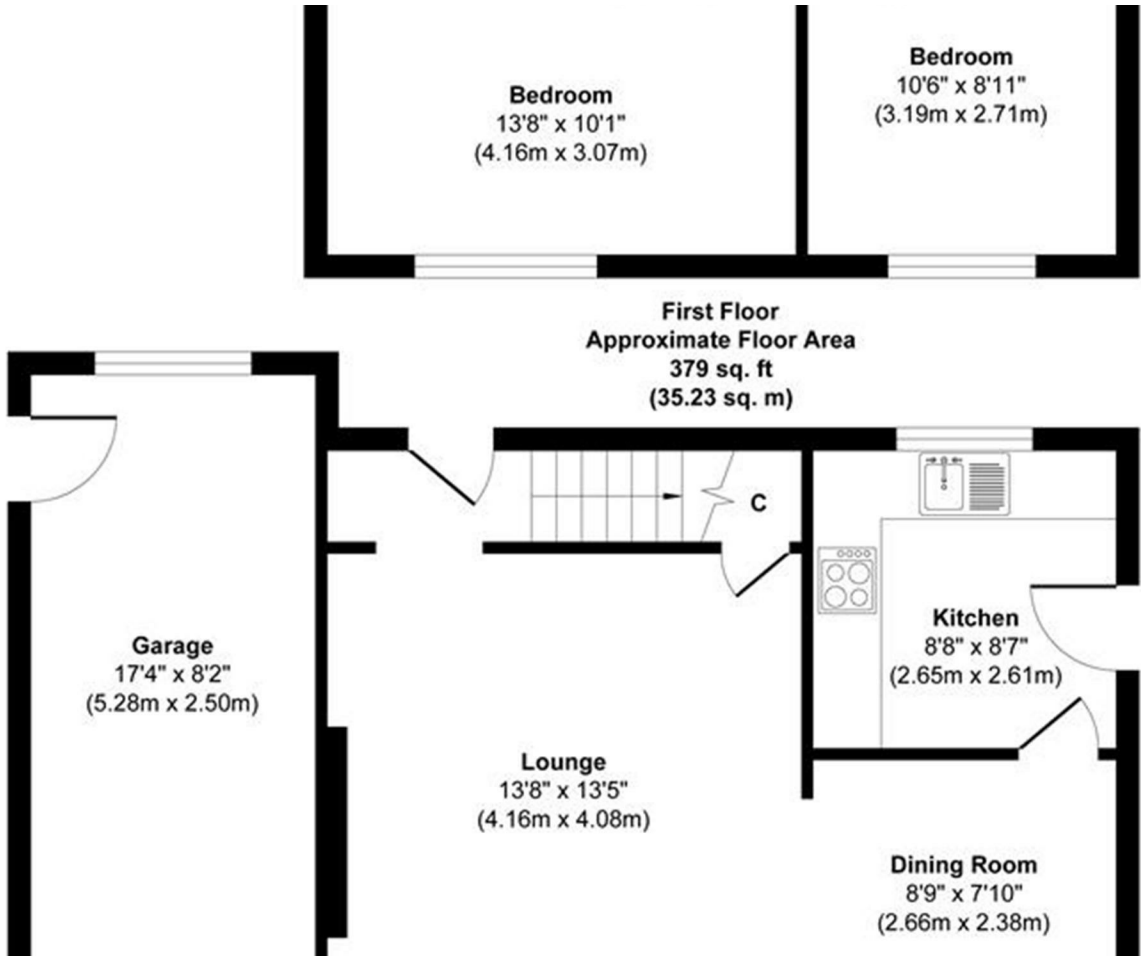 Bedroom
13'8" x 10'1"
(4.16m x 3.07m)
Bedroom
10'6" x 8'11"
(3.19m x 2.71m)
First Floor
Approximate Floor Area
379 sq. ft
(35.23 sq. m)
C
Garage
17'4" x 8'2"
(5.28m x 2.50m)
Kitchen
8'8" x 8'7"
(2.65m x 2.61m)
Lounge
13'8" x 13'5"
(4.16m x 4.08m)
Dining Room
8'9" x 7'10"
(2.66m x 2.38m)